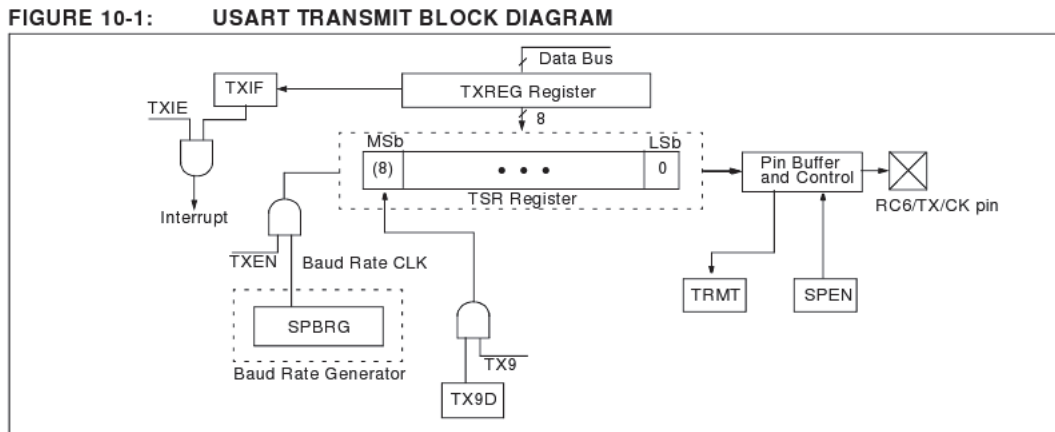 FIGURE 10-1: USART TRANSMIT BLOCK DIAGRAM
Data Bus
TXIF
TXREG Register
TXIE
8
MSb
LSb
(8)
• • •
0
Pin Buffer
and Control
TSR Register
Interrupt
RC6/TX/CK pin
TXEN
Baud Rate CLK
TRMT
SPEN
SPBRG
TX9
Baud Rate Generator
TX9D